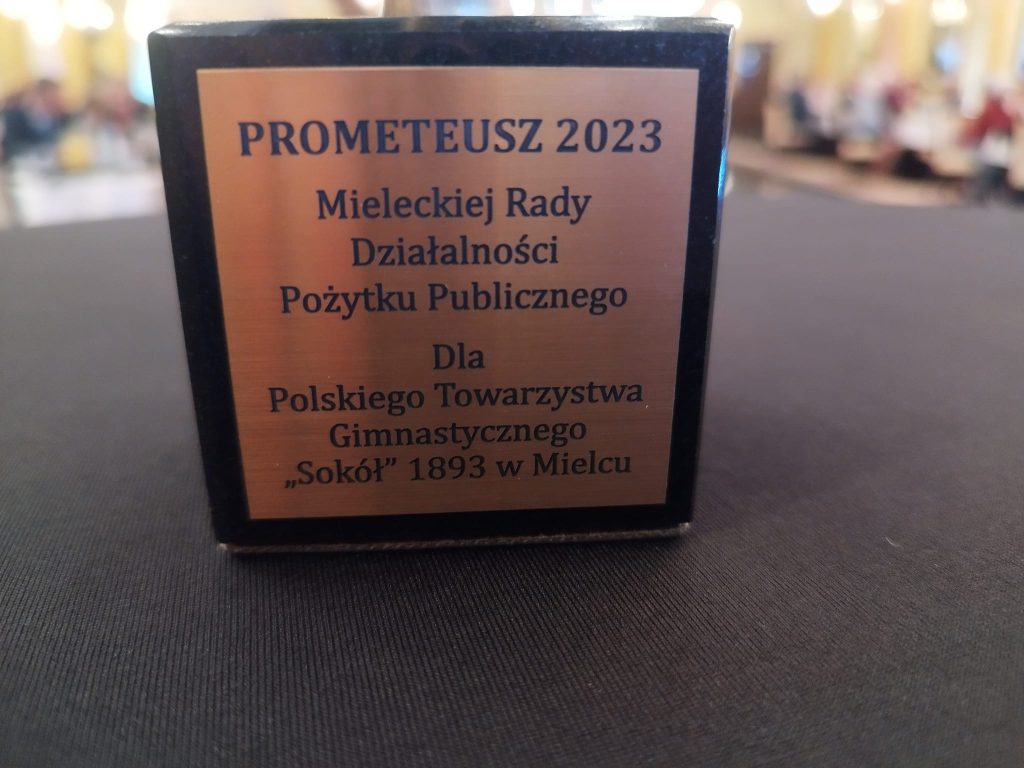 PROMETEUSZ 2023
Mieleckiej Rady
Działalności
Pożytku Publicznego
Dla
Polskiego Towarzystwa
Gimnastycznego
„Sokół” 1893 w Mielcu